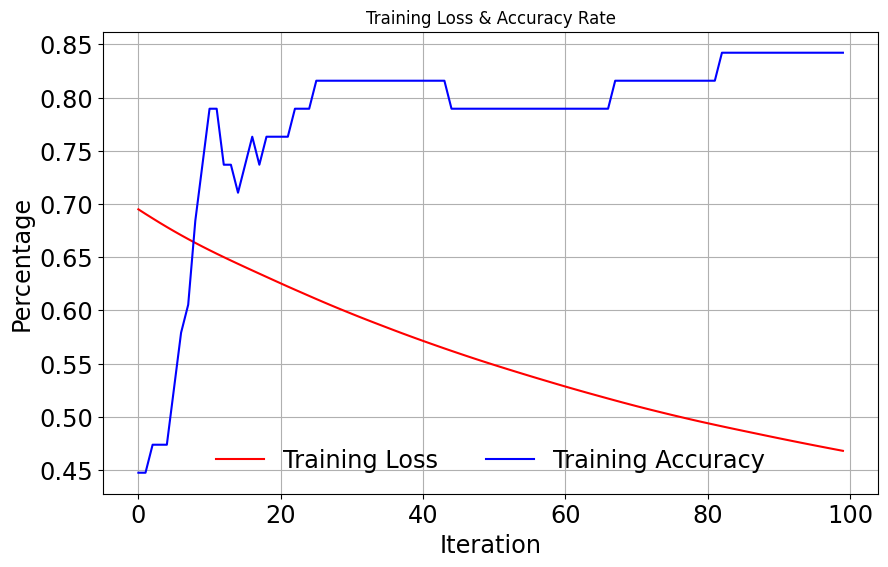 Training Loss & Accuracy Rate
0.85
0.80
0.75
0.70
0.65
0.60
0.55
0.50
0.45
Percentage
Training Loss Training Accuracy
0 20 40 60 80 100
Iteration